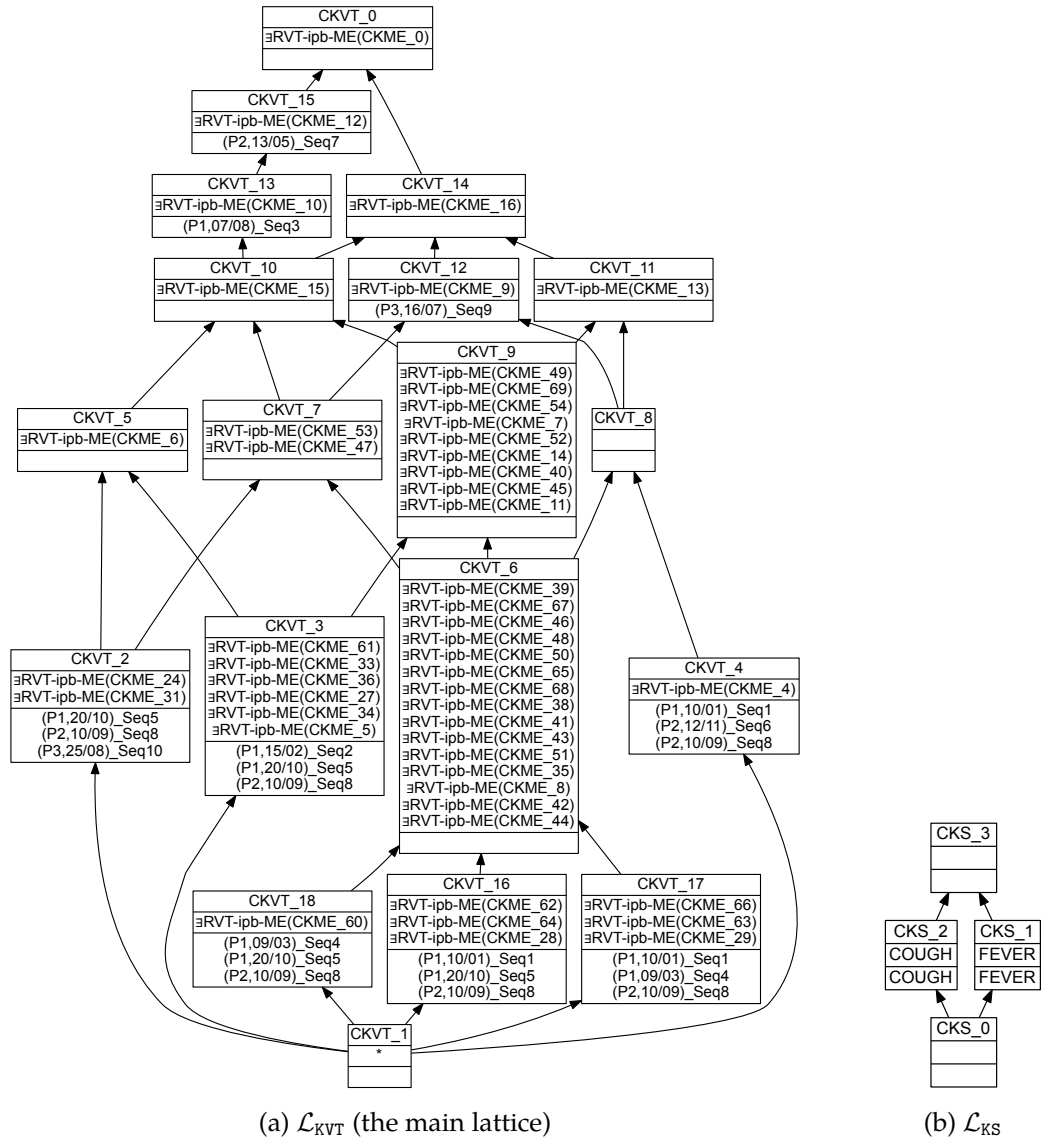 CKVT_0
∃RVT-ipb-ME(CKME_0)
CKVT_15
∃RVT-ipb-ME(CKME_12)
(P2,13/05)_Seq7
CKVT_13
∃RVT-ipb-ME(CKME_10)
(P1,07/08)_Seq3
CKVT_14
∃RVT-ipb-ME(CKME_16)
CKVT_10
∃RVT-ipb-ME(CKME_15)
CKVT_12
∃RVT-ipb-ME(CKME_9)
(P3,16/07)_Seq9
CKVT_11
∃RVT-ipb-ME(CKME_13)
CKVT_9
∃RVT-ipb-ME(CKME_49)
∃RVT-ipb-ME(CKME_69)
∃RVT-ipb-ME(CKME_54)
∃RVT-ipb-ME(CKME_7)
∃RVT-ipb-ME(CKME_52)
∃RVT-ipb-ME(CKME_14)
∃RVT-ipb-ME(CKME_40)
∃RVT-ipb-ME(CKME_45)
∃RVT-ipb-ME(CKME_11)
CKVT_5
∃RVT-ipb-ME(CKME_6)
CKVT_7
∃RVT-ipb-ME(CKME_53)
∃RVT-ipb-ME(CKME_47)
CKVT_8
CKVT_6
∃RVT-ipb-ME(CKME_39)
∃RVT-ipb-ME(CKME_67)
∃RVT-ipb-ME(CKME_46)
∃RVT-ipb-ME(CKME_48)
∃RVT-ipb-ME(CKME_50)
∃RVT-ipb-ME(CKME_65)
∃RVT-ipb-ME(CKME_68)
∃RVT-ipb-ME(CKME_38)
∃RVT-ipb-ME(CKME_41)
∃RVT-ipb-ME(CKME_43)
∃RVT-ipb-ME(CKME_51)
∃RVT-ipb-ME(CKME_35)
∃RVT-ipb-ME(CKME_8)
∃RVT-ipb-ME(CKME_42)
∃RVT-ipb-ME(CKME_44)
CKVT_2
∃RVT-ipb-ME(CKME_24)
∃RVT-ipb-ME(CKME_31)
(P1,20/10)_Seq5
(P2,10/09)_Seq8
(P3,25/08)_Seq10
CKVT_3
∃RVT-ipb-ME(CKME_61)
∃RVT-ipb-ME(CKME_33)
∃RVT-ipb-ME(CKME_36)
∃RVT-ipb-ME(CKME_27)
∃RVT-ipb-ME(CKME_34)
∃RVT-ipb-ME(CKME_5)
(P1,15/02)_Seq2
(P1,20/10)_Seq5
(P2,10/09)_Seq8
CKVT_4
∃RVT-ipb-ME(CKME_4)
(P1,10/01)_Seq1
(P2,12/11)_Seq6
(P2,10/09)_Seq8
CKVT_18
∃RVT-ipb-ME(CKME_60)
(P1,09/03)_Seq4
(P1,20/10)_Seq5
(P2,10/09)_Seq8
CKVT_16
∃RVT-ipb-ME(CKME_62)
∃RVT-ipb-ME(CKME_64)
∃RVT-ipb-ME(CKME_28)
(P1,10/01)_Seq1
(P1,20/10)_Seq5
(P2,10/09)_Seq8
CKVT_17
∃RVT-ipb-ME(CKME_66)
∃RVT-ipb-ME(CKME_63)
∃RVT-ipb-ME(CKME_29)
(P1,10/01)_Seq1
(P1,09/03)_Seq4
(P2,10/09)_Seq8
CKVT_1
*
(a) ℒ_KVT (the main lattice)
CKS_3
CKS_2
COUGH
COUGH
CKS_1
FEVER
FEVER
CKS_0
(b) ℒ_KS